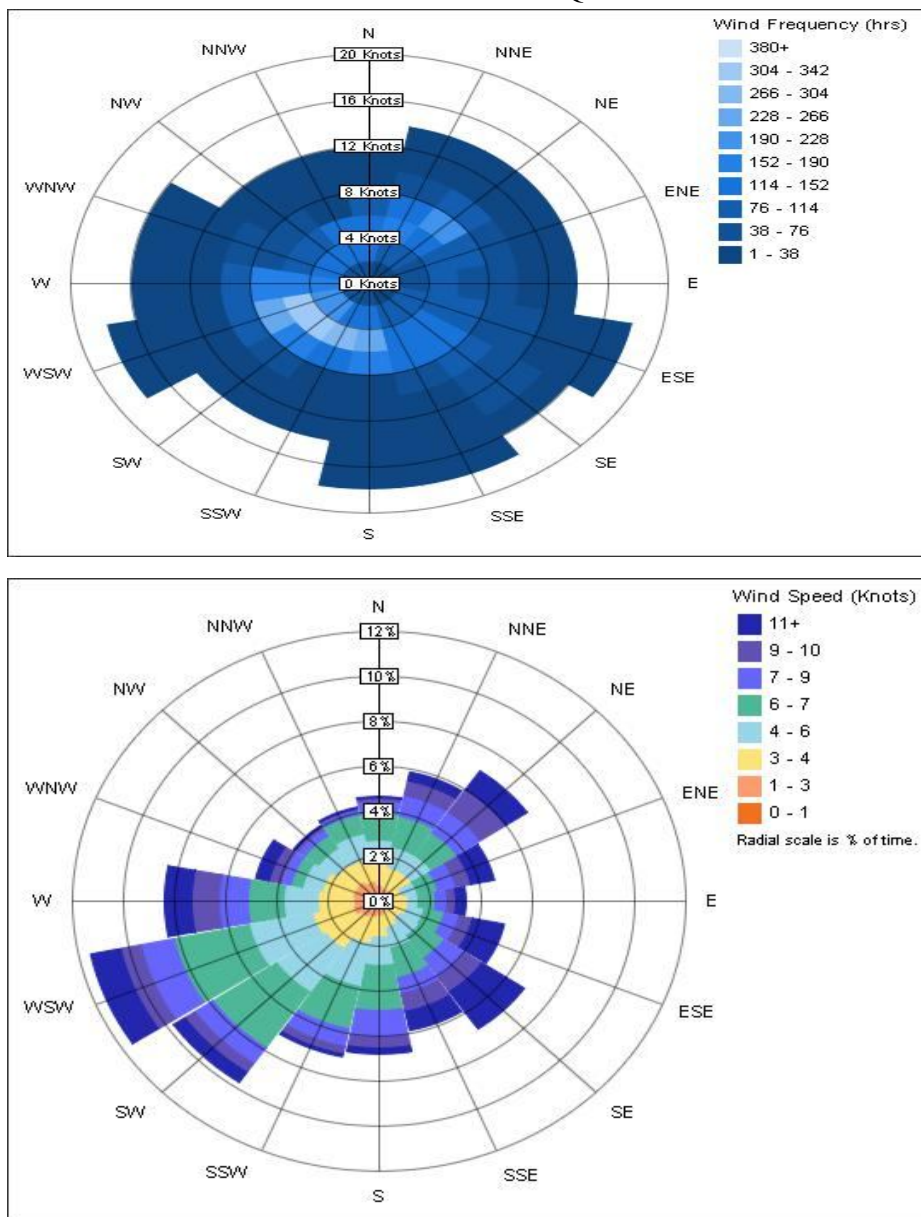 N
NNW
NNE
NW
NE
WNW
ENE
W
E
WSW
ESE
SW
SE
SSW
SSE
S
20 Knots
16 Knots
12 Knots
8 Knots
4 Knots
0 Knots
Wind Frequency (hrs)
380+
304 - 342
266 - 304
228 - 266
190 - 228
152 - 190
114 - 152
76 - 114
38 - 76
1 - 38
N
NNW
NNE
NW
NE
WNW
ENE
W
E
WSW
ESE
SW
SE
SSW
SSE
S
12%
10%
8%
6%
4%
2%
0%
Wind Speed (Knots)
11+
9 - 10
7 - 9
6 - 7
4 - 6
3 - 4
1 - 3
0 - 1
Radial scale is % of time.